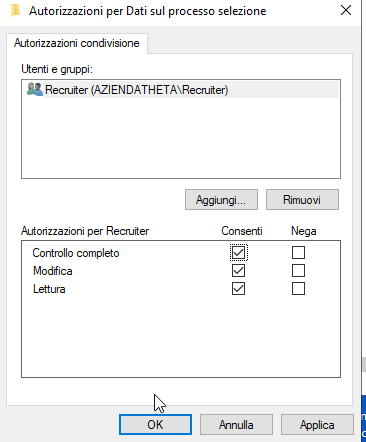 Autorizzazioni per Dati sul processo selezione
Autorizzazioni condivisione
Utenti e gruppi:
Recruiter (AZIENDATHETA\Recruiter)
Aggiungi... Rimuovi
Autorizzazioni per Recruiter Consenti Nega
Controllo completo
Modifica
Lettura
OK Annulla Applica